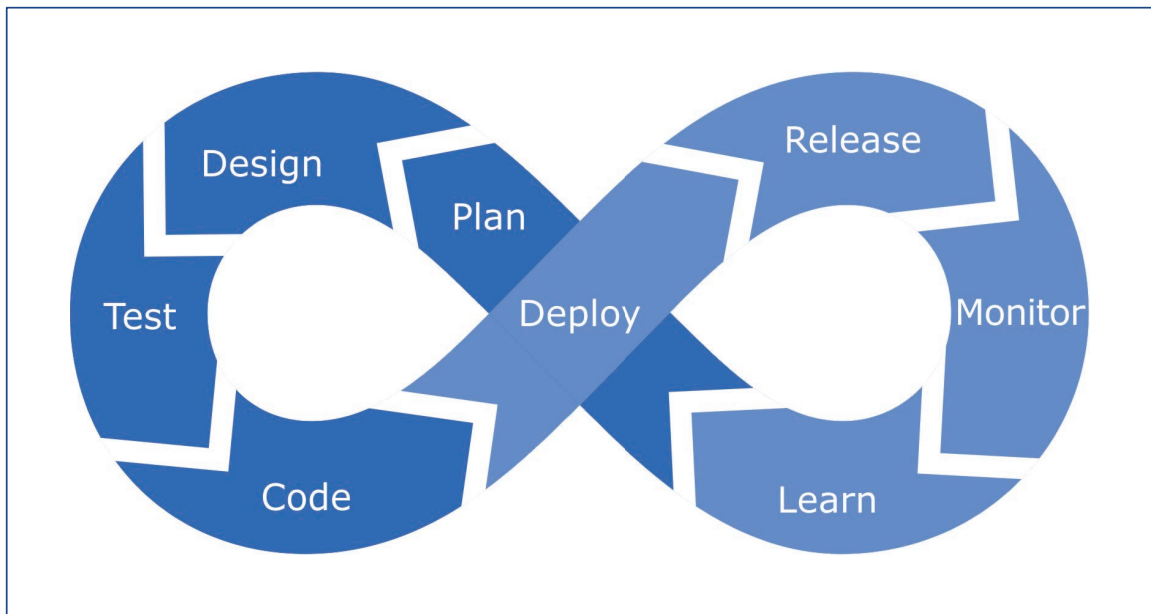 Design
Plan
Release
Test
Deploy
Monitor
Code
Learn